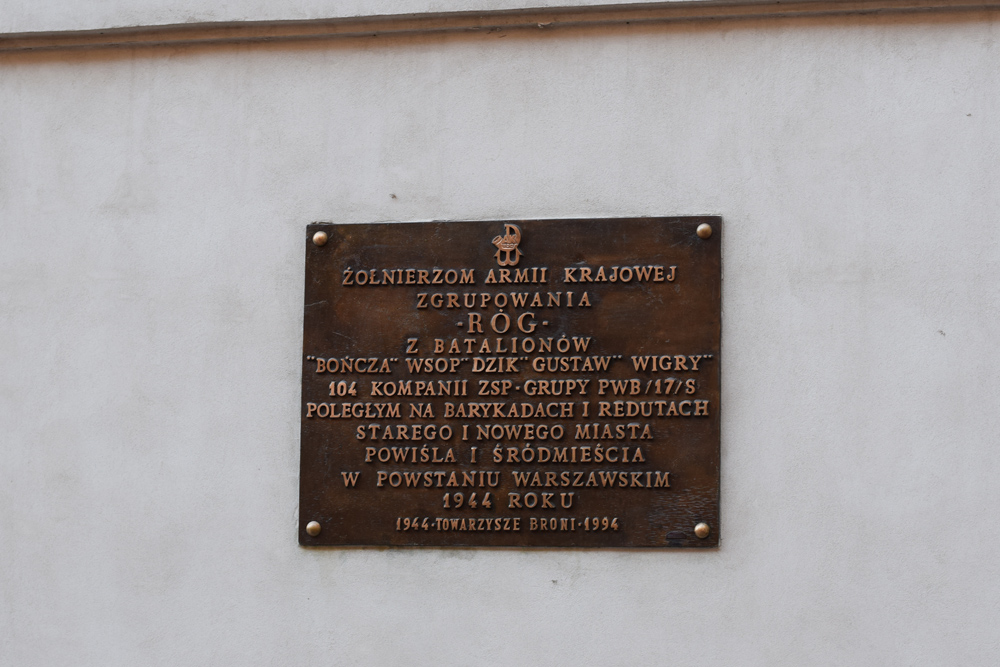 ŻOŁNIERZOM ARMII KRAJOWEJ
ZGRUPOWANIA
·RÓG·
Z BATALIONÓW
"BOŃCZA" WSOP"DZIK"GUSTAW" WIGRY"
104 KOMPANII ZSP·GRUPY PWB/17/S
POLEGŁYM NA BARYKADACH I REDUTACH
STAREGO I NOWEGO MIASTA
POWIŚLA I ŚRÓDMIEŚCIA
W POWSTANIU WARSZAWSKIM
1944 ROKU
1944·TOWARZYSZE BRONI·1994